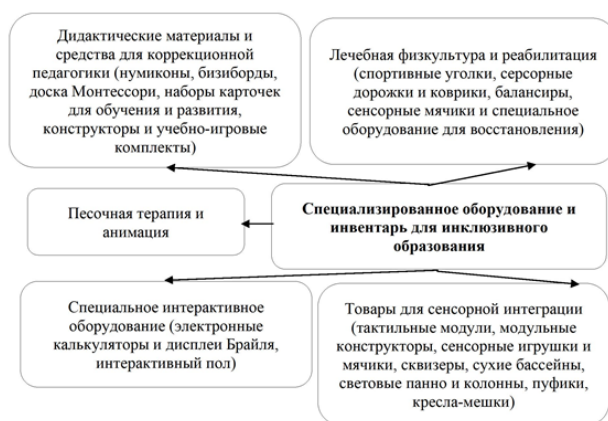 Дидактические материалы и
средства для коррекционной
педагогики (нумиконы, бизиборды,
доска Монтессори, наборы карточек
для обучения и развития,
конструкторы и учебно-игровые
комплекты)
Лечебная физкультура и реабилитация
(спортивные уголки, серсорные
дорожки и коврики, балансиры,
сенсорные мячики и специальное
оборудование для восстановления)
Песочная терапия и
анимация
Специализированное оборудование и
инвентарь для инклюзивного
образования
Специальное интерактивное
оборудование (электронные
калькуляторы и дисплеи Брайля,
интерактивный пол)
Товары для сенсорной интеграции
(тактильные модули, модульные
конструкторы, сенсорные игрушки и
мячики, сквизеры, сухие бассейны,
световые панно и колонны, пуфики,
кресла-мешки)